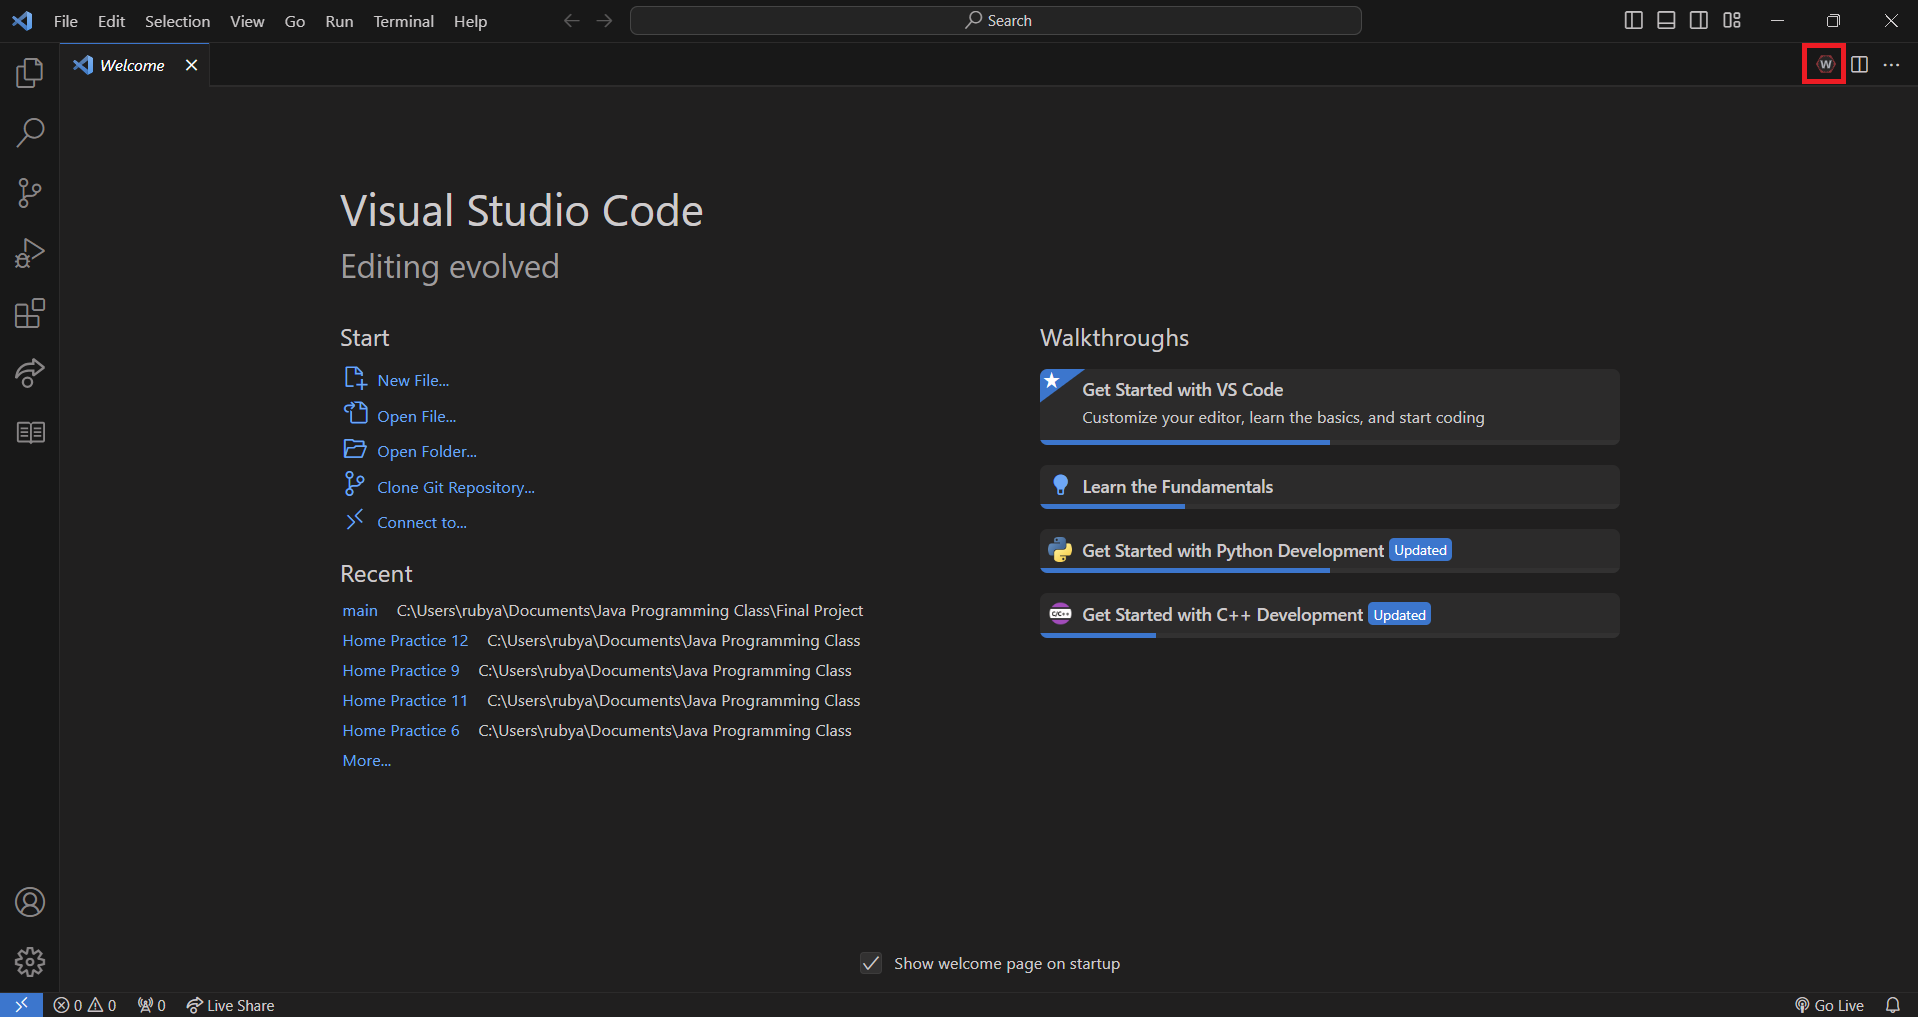 File Edit Selection View Go Run Terminal Help Search
Welcome W
Visual Studio Code
Editing evolved
Start
New File...
Open File...
Open Folder...
Clone Git Repository...
Connect to...
Recent
main C:\Users\rubya\Documents\Java Programming Class\Final Project
Home Practice 12 C:\Users\rubya\Documents\Java Programming Class
Home Practice 9 C:\Users\rubya\Documents\Java Programming Class
Home Practice 11 C:\Users\rubya\Documents\Java Programming Class
Home Practice 6 C:\Users\rubya\Documents\Java Programming Class
More...
Walkthroughs
Get Started with VS Code
Customize your editor, learn the basics, and start coding
Learn the Fundamentals
Get Started with Python Development Updated
C/C++ Get Started with C++ Development Updated
Show welcome page on startup
0 0 0 Live Share Go Live